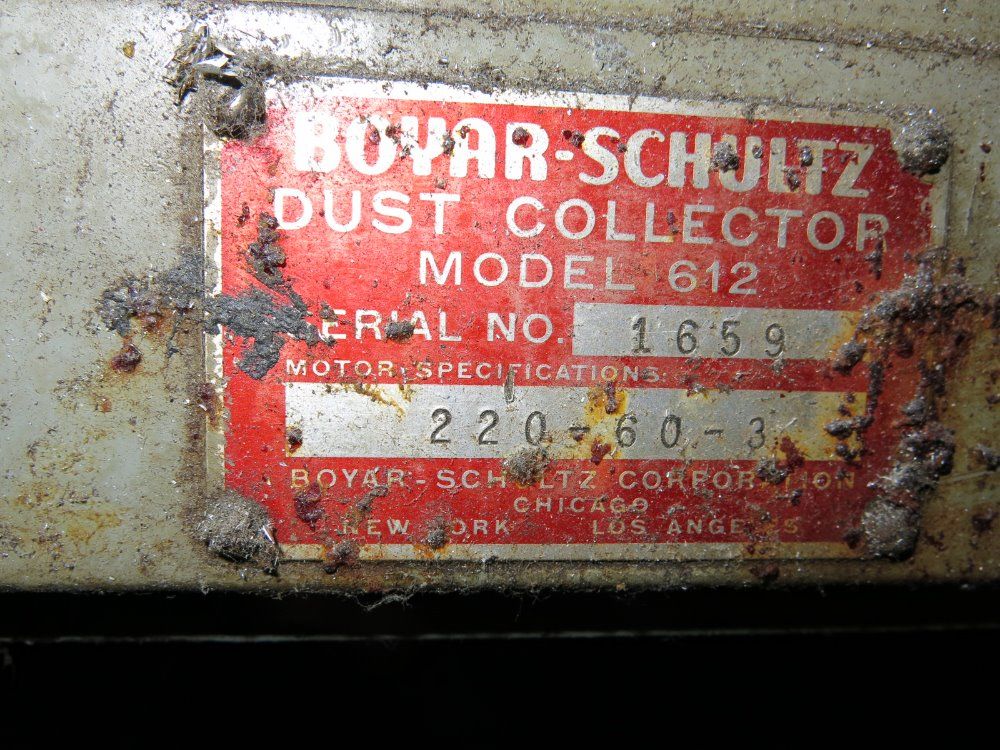 BOYAR-SCHULTZ
DUST COLLECTOR
MODEL 612
SERIAL NO. 1659
MOTOR SPECIFICATIONS
220-60-3
BOYAR-SCHULTZ CORPORATION
CHICAGO
NEW YORK LOS ANGELES